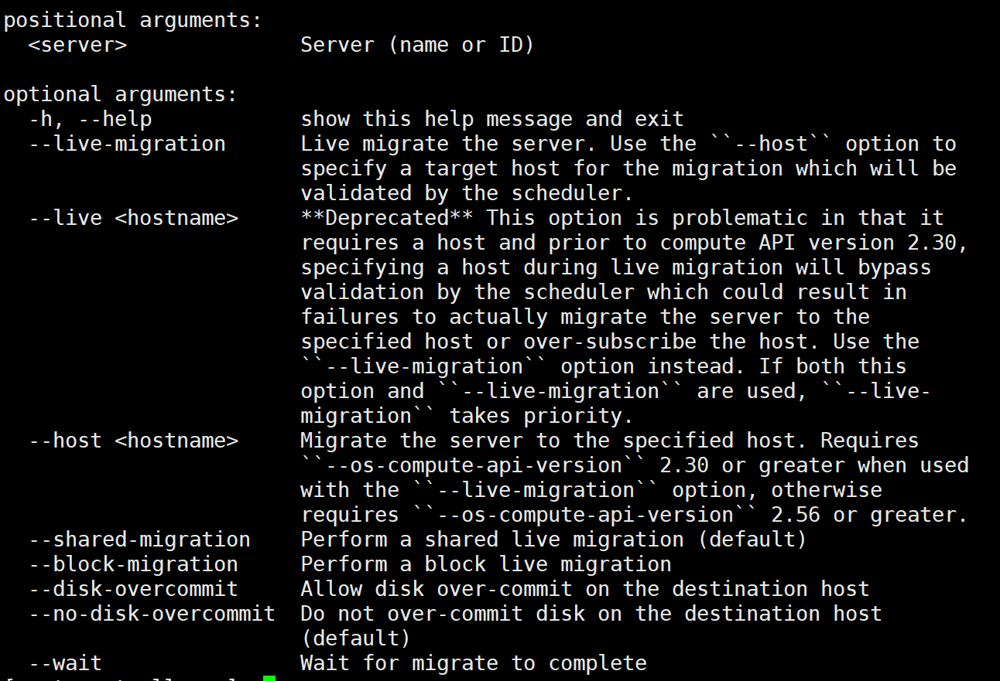 positional arguments:
  <server>              Server (name or ID)

optional arguments:
  -h, --help            show this help message and exit
  --live-migration      Live migrate the server. Use the ``--host`` option to
                        specify a target host for the migration which will be
                        validated by the scheduler.
  --live <hostname>     **Deprecated** This option is problematic in that it
                        requires a host and prior to compute API version 2.30,
                        specifying a host during live migration will bypass
                        validation by the scheduler which could result in
                        failures to actually migrate the server to the
                        specified host or over-subscribe the host. Use the
                        ``--live-migration`` option instead. If both this
                        option and ``--live-migration`` are used, ``--live-
                        migration`` takes priority.
  --host <hostname>     Migrate the server to the specified host. Requires
                        ``--os-compute-api-version`` 2.30 or greater when used
                        with the ``--live-migration`` option, otherwise
                        requires ``--os-compute-api-version`` 2.56 or greater.
  --shared-migration    Perform a shared live migration (default)
  --block-migration     Perform a block live migration
  --disk-overcommit     Allow disk over-commit on the destination host
  --no-disk-overcommit  Do not over-commit disk on the destination host
                        (default)
  --wait                Wait for migrate to complete